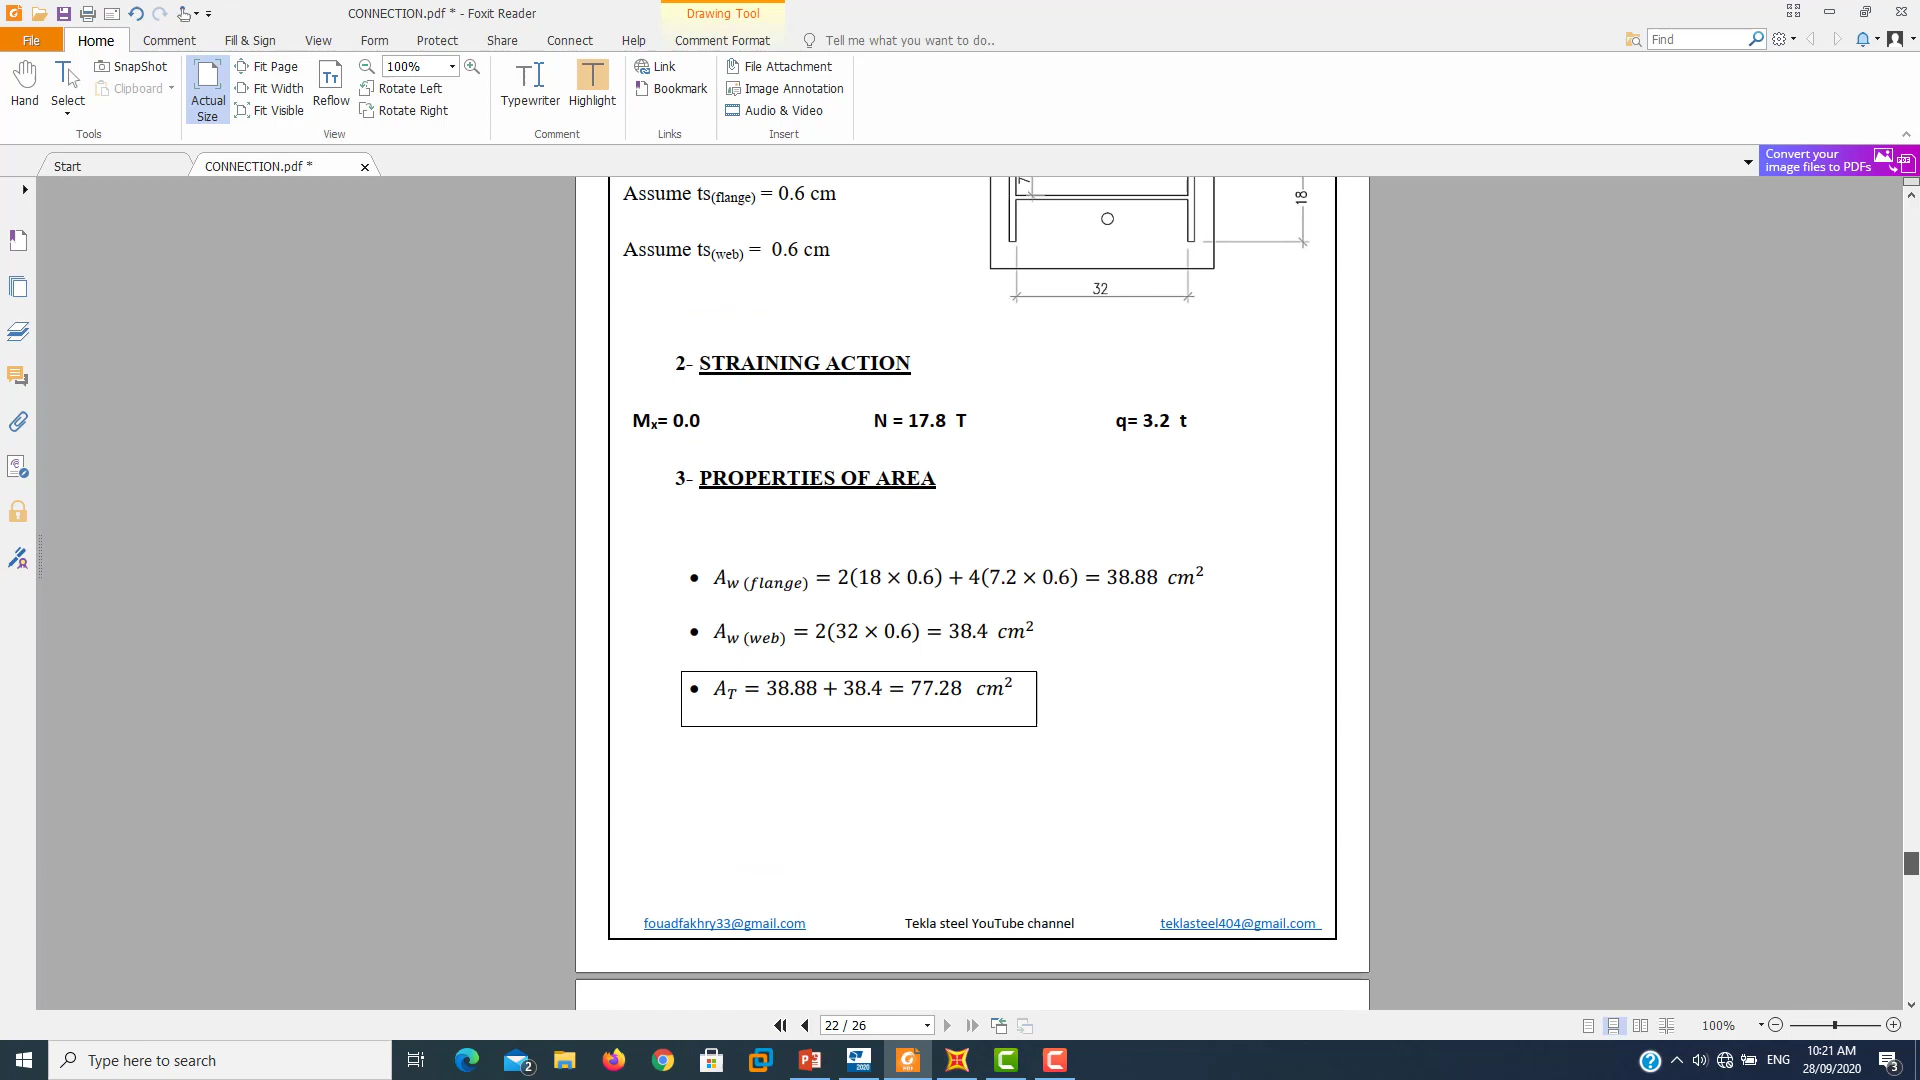 CONNECTION.pdf * - Foxit Reader
Drawing Tool
File Home Comment Fill & Sign View Form Protect Share Connect Help Comment Format Tell me what you want to do.. Find
SnapShot Fit Page 100% Link File Attachment
Clipboard Fit Width Rotate Left Bookmark Image Annotation
Hand Select Actual Size Fit Visible Reflow Rotate Right Typewriter Highlight Audio & Video
Tools View Comment Links Insert
Start CONNECTION.pdf * Convert your image files to PDFs
Assume ts(flange) = 0.6 cm
7
18
Assume ts(web) = 0.6 cm
32
2- STRAINING ACTION
Mx= 0.0 N = 17.8 T q= 3.2 t
3- PROPERTIES OF AREA
• Aw (flange) = 2(18 × 0.6) + 4(7.2 × 0.6) = 38.88 cm²
• Aw (web) = 2(32 × 0.6) = 38.4 cm²
• AT = 38.88 + 38.4 = 77.28 cm²
fouadfakhry33@gmail.com Tekla steel YouTube channel teklasteel404@gmail.com
22 / 26 100%
Type here to search 2 2020 ENG 10:21 AM
28/09/2020 3